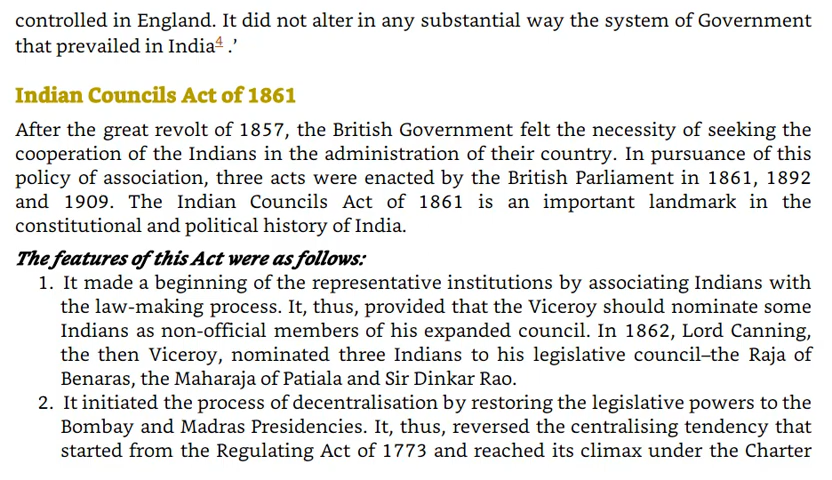 controlled in England. It did not alter in any substantial way the system of Government
that prevailed in India4 .’
Indian Councils Act of 1861
After the great revolt of 1857, the British Government felt the necessity of seeking the
cooperation of the Indians in the administration of their country. In pursuance of this
policy of association, three acts were enacted by the British Parliament in 1861, 1892
and 1909. The Indian Councils Act of 1861 is an important landmark in the
constitutional and political history of India.
The features of this Act were as follows:
1. It made a beginning of the representative institutions by associating Indians with
the law-making process. It, thus, provided that the Viceroy should nominate some
Indians as non-official members of his expanded council. In 1862, Lord Canning,
the then Viceroy, nominated three Indians to his legislative council–the Raja of
Benaras, the Maharaja of Patiala and Sir Dinkar Rao.
2. It initiated the process of decentralisation by restoring the legislative powers to the
Bombay and Madras Presidencies. It, thus, reversed the centralising tendency that
started from the Regulating Act of 1773 and reached its climax under the Charter